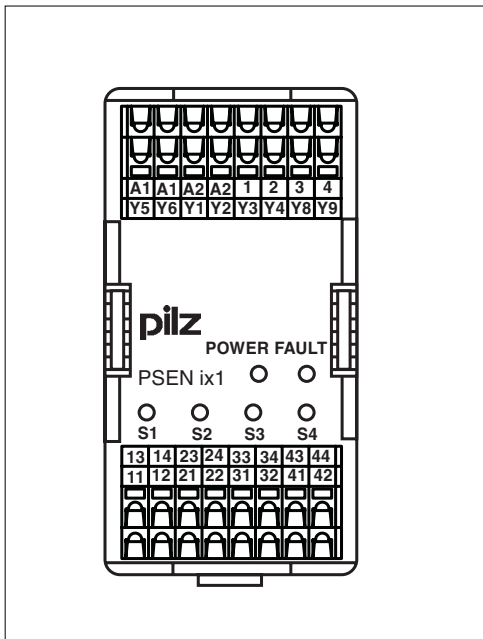 A1 A1 A2 A2 1 2 3 4
Y5 Y6 Y1 Y2 Y3 Y4 Y8 Y9
pilz
POWER FAULT
PSEN ix1
S1 S2 S3 S4
13 14 23 24 33 34 43 44
11 12 21 22 31 32 41 42